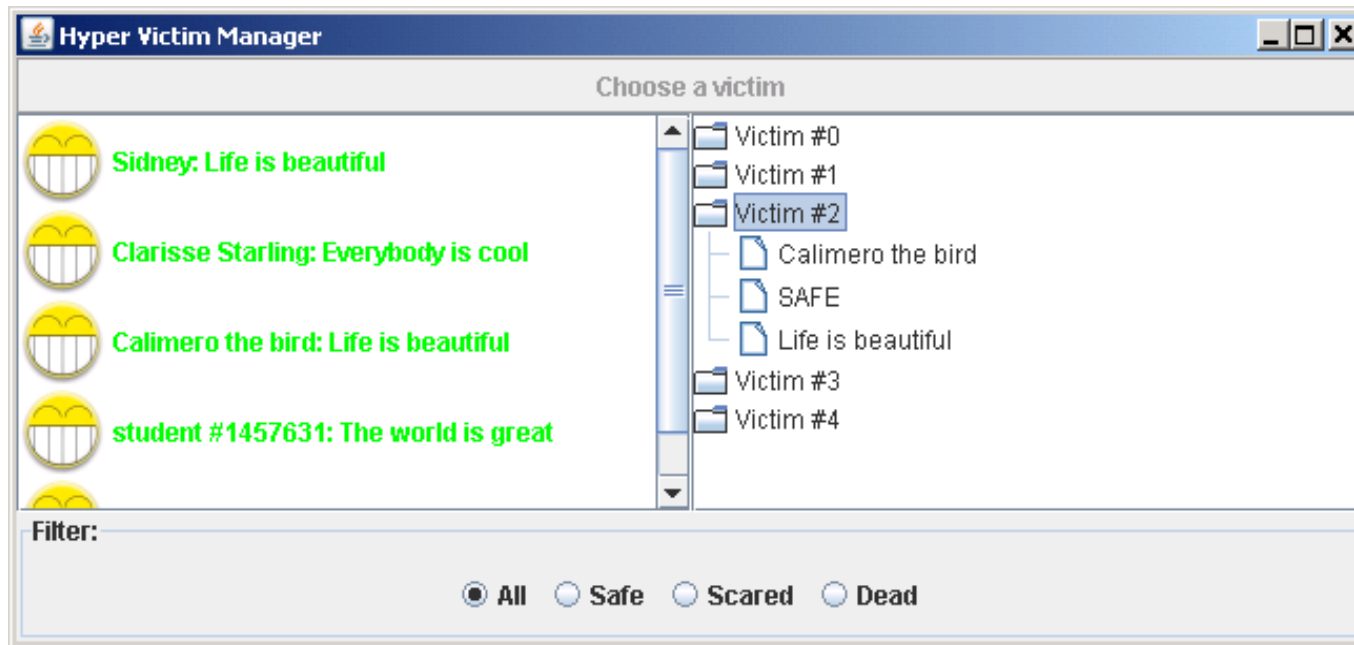 Hyper Victim Manager
Choose a victim
Sidney: Life is beautiful
Clarisse Starling: Everybody is cool
Calimero the bird: Life is beautiful
student #1457631: The world is great
Victim #0
Victim #1
Victim #2
Calimero the bird
SAFE
Life is beautiful
Victim #3
Victim #4
Filter:
All Safe Scared Dead